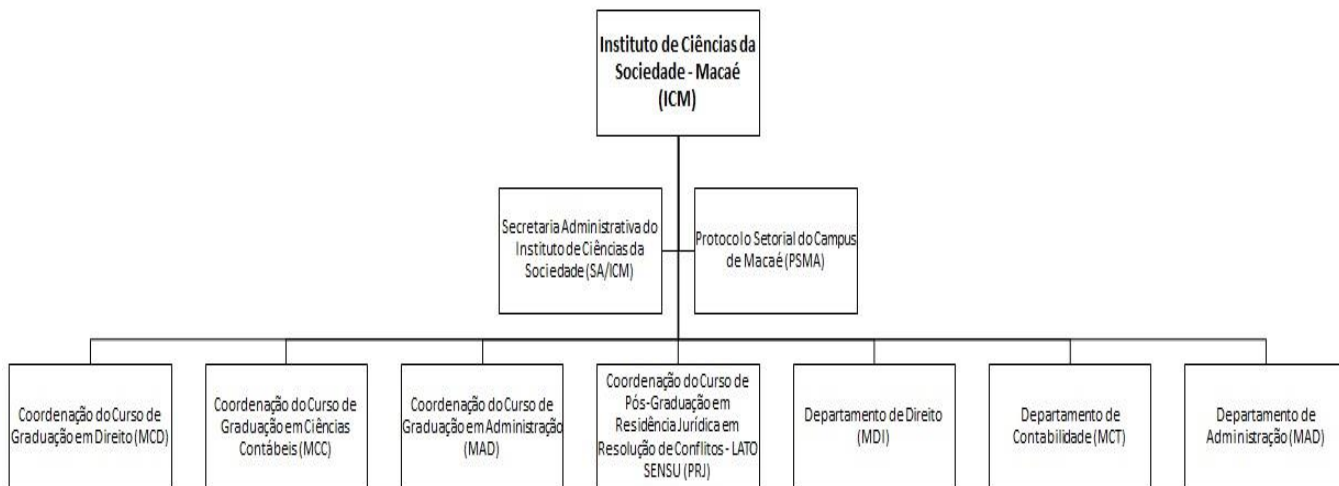 Instituto de Ciências da
Sociedade - Macaé
(ICM)
Secretaria Administrativa do
Instituto de Ciências da
Sociedade (SA/ICM)
Protocolo Setorial do Campus
de Macaé (PSMA)
Coordenação do Curso de
Graduação em Direito (MCD)
Coordenação do Curso de
Graduação em Ciências
Contábeis (MCC)
Coordenação do Curso de
Graduação em Administração
(MAD)
Coordenação do Curso de
Pós-Graduação em
Residência Jurídica em
Resolução de Conflitos - LATO
SENSU (PRJ)
Departamento de Direito
(MDI)
Departamento de
Contabilidade (MCT)
Departamento de
Administração (MAD)